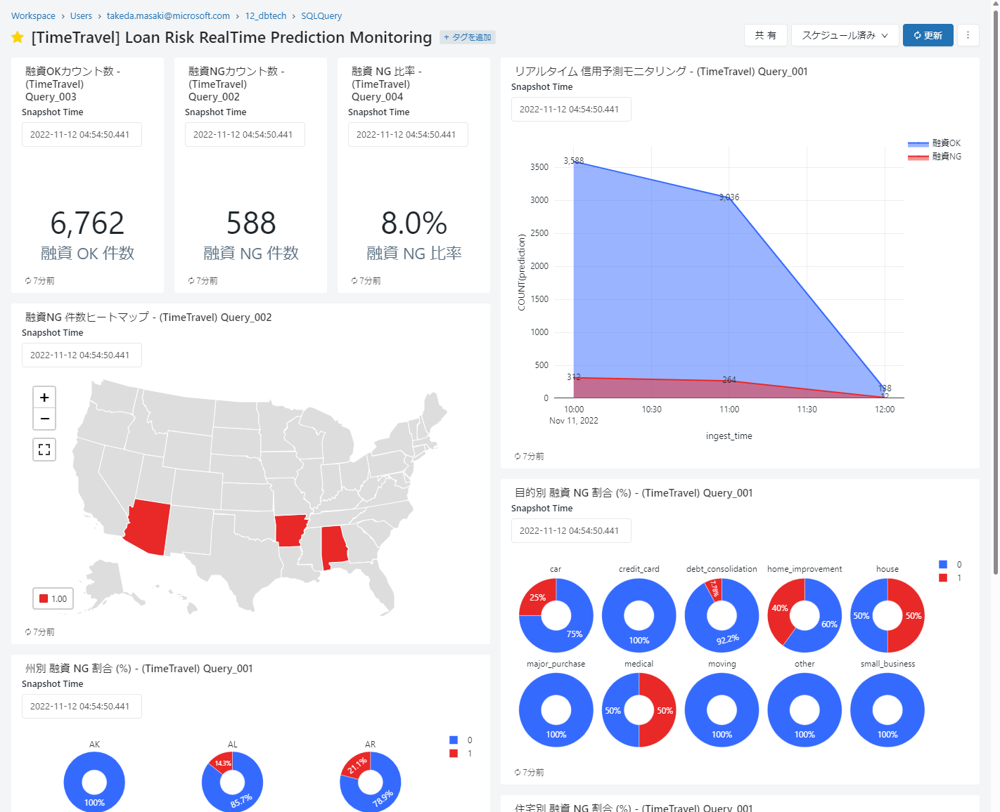 Workspace › Users › takeda.masaki@microsoft.com › 12_dbtech › SQLQuery
[TimeTravel] Loan Risk RealTime Prediction Monitoring
+ タグを追加
共 有
スケジュール済み
更新
融資OKカウント数 -
(TimeTravel)
Query_003
Snapshot Time
2022-11-12 04:54:50.441
6,762
融資 OK 件数
7分前
融資NGカウント数 -
(TimeTravel)
Query_002
Snapshot Time
2022-11-12 04:54:50.441
588
融資 NG 件数
7分前
融資 NG 比率 -
(TimeTravel)
Query_004
Snapshot Time
2022-11-12 04:54:50.441
8.0%
融資 NG 比率
7分前
リアルタイム 信用予測モニタリング - (TimeTravel) Query_001
Snapshot Time
2022-11-12 04:54:50.441
融資OK
融資NG
COUNT(prediction)
3500
3000
2500
2000
1500
1000
500
0
3,588
3,036
138
312
264
12
10:00
10:30
11:00
11:30
12:00
Nov 11, 2022
ingest_time
7分前
融資NG 件数ヒートマップ - (TimeTravel) Query_002
Snapshot Time
2022-11-12 04:54:50.441
+
−
1.00
7分前
目的別 融資 NG 割合 (%) - (TimeTravel) Query_001
Snapshot Time
2022-11-12 04:54:50.441
0
1
car
credit_card
debt_consolidation
home_improvement
house
25%
75%
100%
7.78%
92.2%
40%
60%
50%
50%
major_purchase
medical
moving
other
small_business
100%
50%
50%
100%
100%
100%
7分前
州別 融資 NG 割合 (%) - (TimeTravel) Query_001
Snapshot Time
2022-11-12 04:54:50.441
0
1
AK
AL
AR
100%
14.3%
85.7%
21.1%
78.9%
住宅別 融資 NG 割合 (%) - (TimeTravel) Query_001